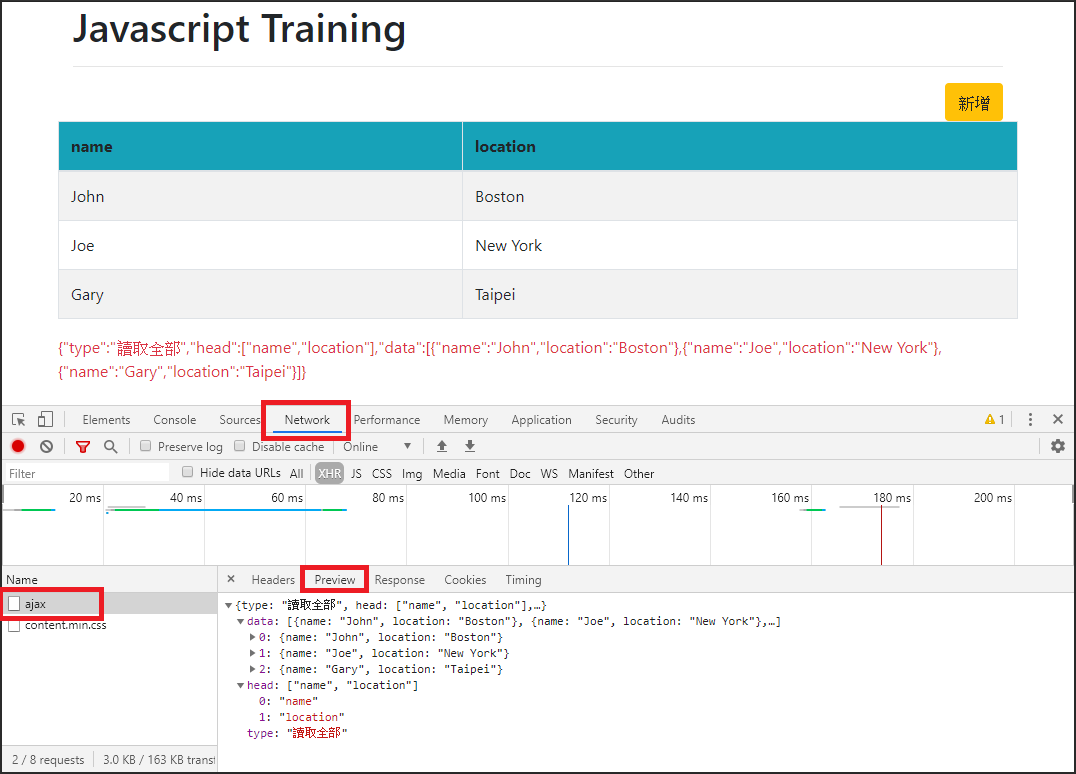 Javascript Training
新增
name location
John Boston
Joe New York
Gary Taipei
{"type":"讀取全部","head":["name","location"],"data":[{"name":"John","location":"Boston"},{"name":"Joe","location":"New York"},
{"name":"Gary","location":"Taipei"}]}
Elements Console Sources Network Performance Memory Application Security Audits 1
Preserve log Disable cache Online
Filter Hide data URLs All XHR JS CSS Img Media Font Doc WS Manifest Other
20 ms 40 ms 60 ms 80 ms 100 ms 120 ms 140 ms 160 ms 180 ms 200 ms
Name Headers Preview Response Cookies Timing
ajax
content.min.css
{type: "讀取全部", head: ["name", "location"],…}
data: [{name: "John", location: "Boston"}, {name: "Joe", location: "New York"},…]
0: {name: "John", location: "Boston"}
1: {name: "Joe", location: "New York"}
2: {name: "Gary", location: "Taipei"}
head: ["name", "location"]
0: "name"
1: "location"
type: "讀取全部"
2 / 8 requests 3.0 KB / 163 KB transf